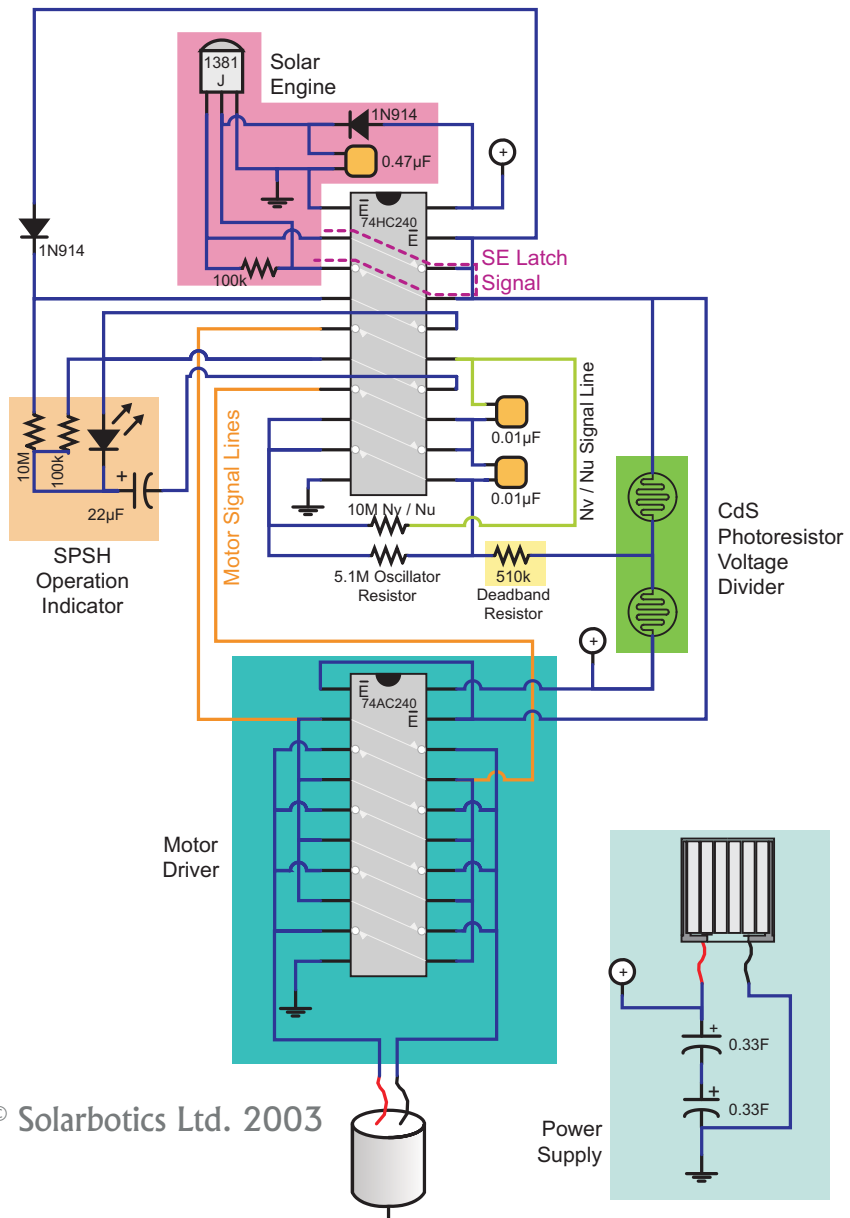 1381
J
Solar
Engine
1N914
0.47µF
+
E
74HC240
E
1N914
SE Latch
Signal
100k
10M
100k
+
22µF
SPSH
Operation
Indicator
Motor Signal Lines
0.01µF
0.01µF
Nv / Nu Signal Line
10M Nv / Nu
5.1M Oscillator
Resistor
510k
Deadband
Resistor
CdS
Photoresistor
Voltage
Divider
+
E
74AC240
E
Motor
Driver
+
+
0.33F
+
0.33F
Power
Supply
© Solarbotics Ltd. 2003